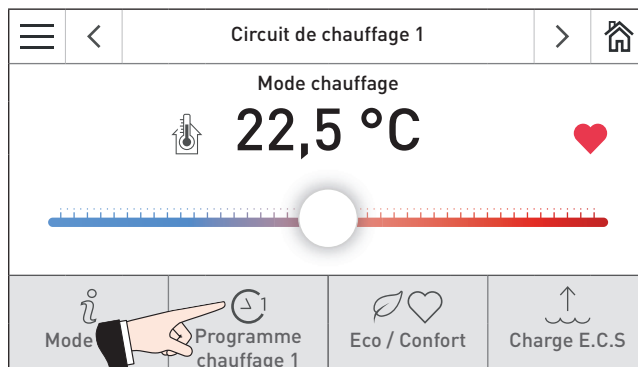 Circuit de chauffage 1
Mode chauffage
22,5 °C
Mode
1
Programme
chauffage 1
Eco / Confort
Charge E.C.S